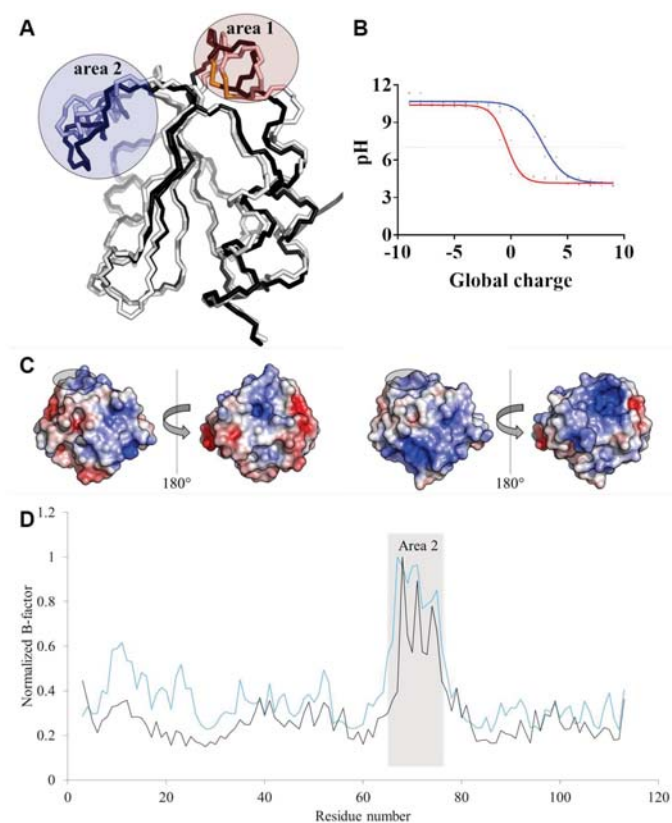 A
area 2
area 1
B
pH
12
9
6
3
0
-10
-5
0
5
10
Global charge
C
180°
180°
D
Normalized B-factor
1.2
1
0.8
0.6
0.4
0.2
0
Area 2
0
20
40
60
80
100
120
Residue number